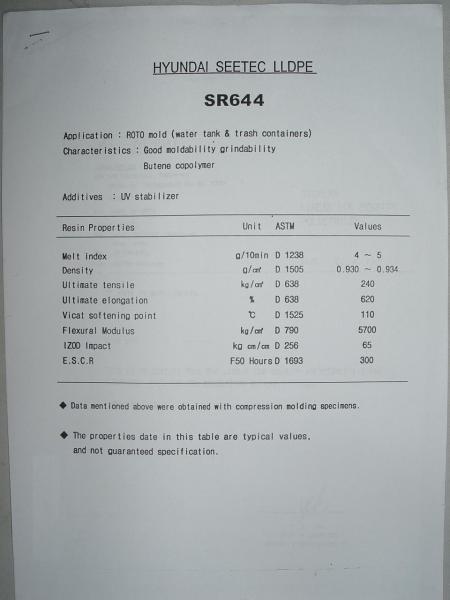 HYUNDAI SEETEC LLDPE
SR644
Application : ROTO mold (water tank & trash containers)
Characteristics : Good moldability grindability
Butene copolymer
Additives : UV stabilizer
Resin Properties Unit ASTM Values
Melt index g/10min D 1238 4 ~ 5
Density g/㎤ D 1505 0.930 ~ 0.934
Ultimate tensile kg/㎠ D 638 240
Ultimate elongation % D 638 620
Vicat softening point ℃ D 1525 110
Flexural Modulus kg/㎠ D 790 5700
IZOD Impact kg cm/cm D 256 65
E.S.C.R F50 Hours D 1693 300
◆ Data mentioned above were obtained with compression molding specimens.
◆ The properties date in this table are typical values,
and not guaranteed specification.